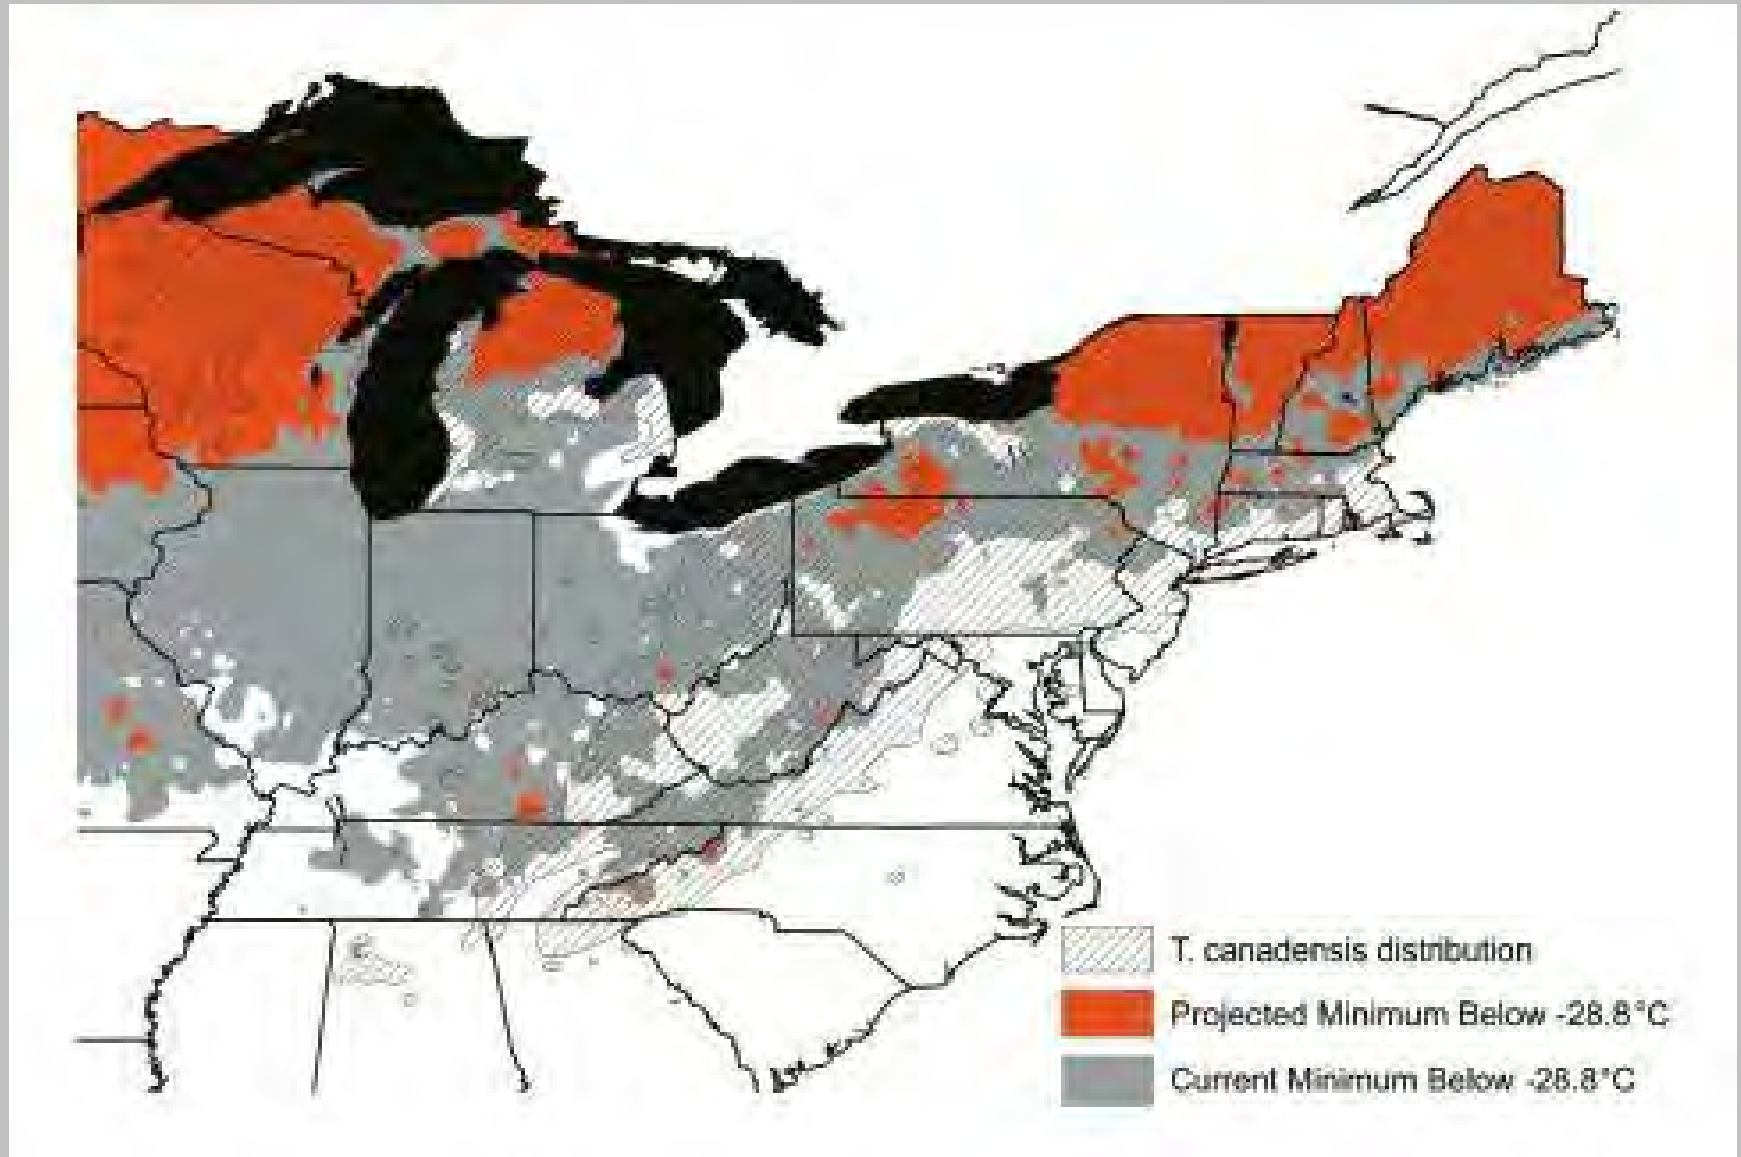 T. canadensis distribution
Projected Minimum Below -28.8°C
Current Minimum Below -28.8°C